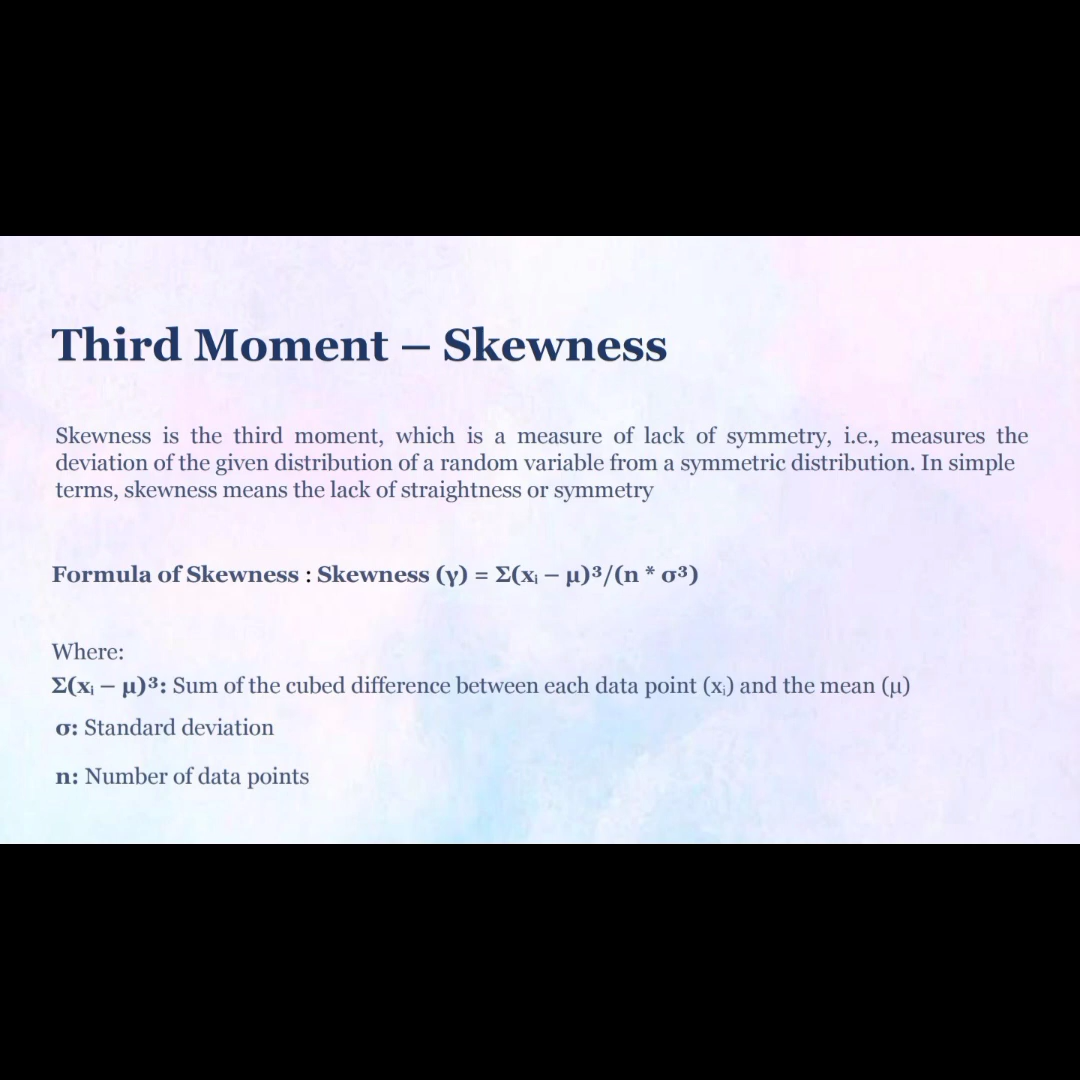 Third Moment – Skewness
Skewness is the third moment, which is a measure of lack of symmetry, i.e., measures the
deviation of the given distribution of a random variable from a symmetric distribution. In simple
terms, skewness means the lack of straightness or symmetry
Formula of Skewness : Skewness (γ) = Σ(xᵢ – μ)³/(n * σ³)
Where:
Σ(xᵢ – μ)³: Sum of the cubed difference between each data point (xᵢ) and the mean (μ)
σ: Standard deviation
n: Number of data points